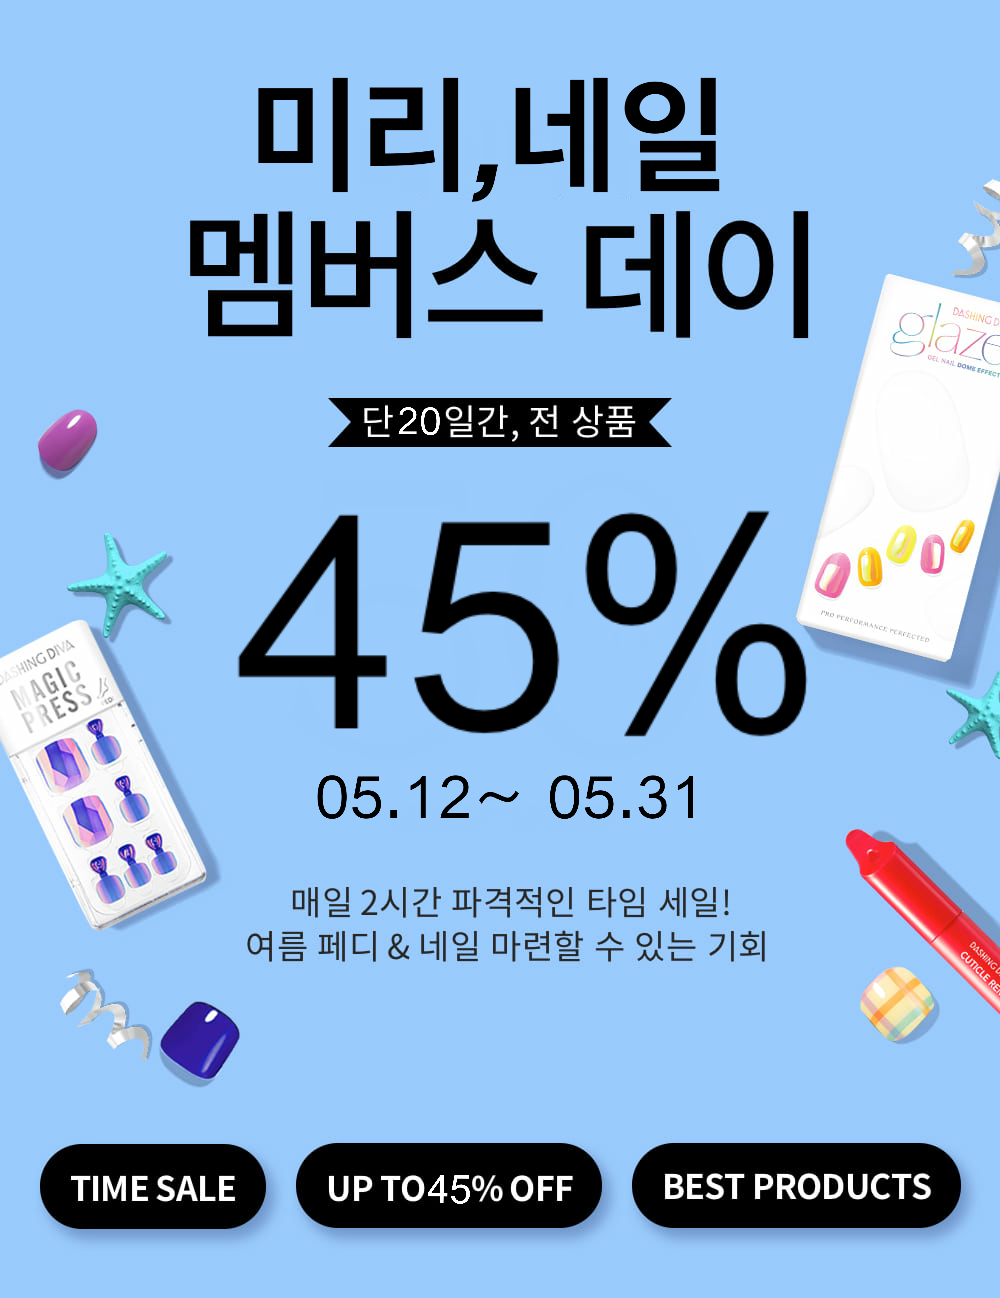 미리,네일
멤버스 데이
단20일간, 전 상품
45%
05.12~ 05.31
매일 2시간 파격적인 타임 세일!
여름 페디 & 네일 마련할 수 있는 기회
TIME SALE
UP TO45% OFF
BEST PRODUCTS
DASHING D
glaze
GEL NAIL DOME EFFECT
PRO PERFORMANCE PERFECTED
DASHING DIVA
MAGIC
PRESS
DASHING D
CUTICLE REM